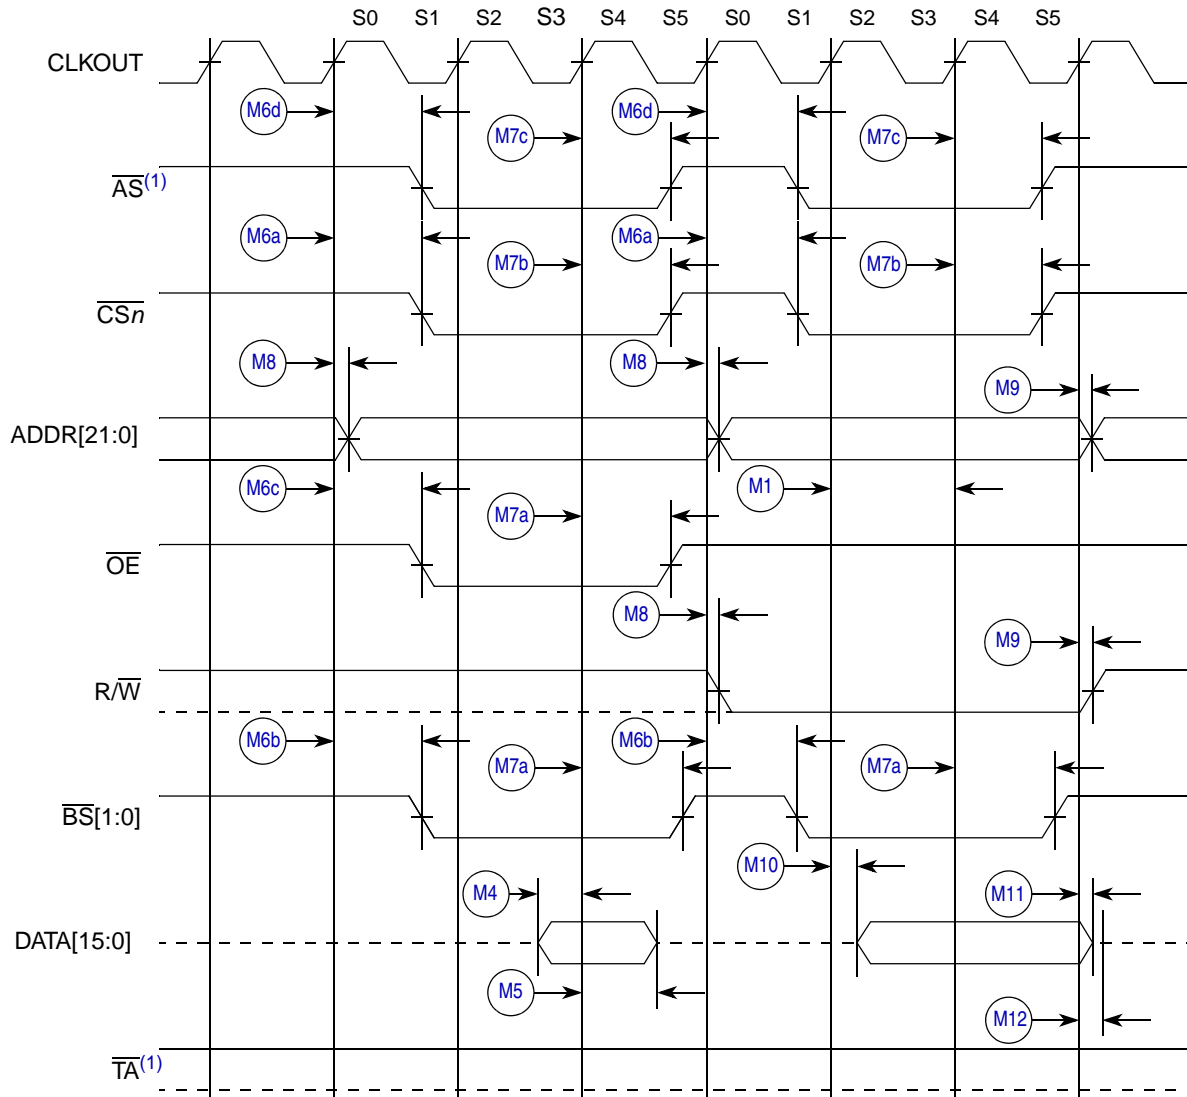 S0 S1 S2 S3 S4 S5 S0 S1 S2 S3 S4 S5
CLKOUT
M6d M6d
M7c M7c
AS(1)
M6a M6a
M7b M7b
CSn
M8 M8
M9
ADDR[21:0]
M6c M1
M7a
OE
M8
M9
R/W
M6b M6b
M7a M7a
BS[1:0]
M10
M4 M11
DATA[15:0]
M5
M12
TA(1)